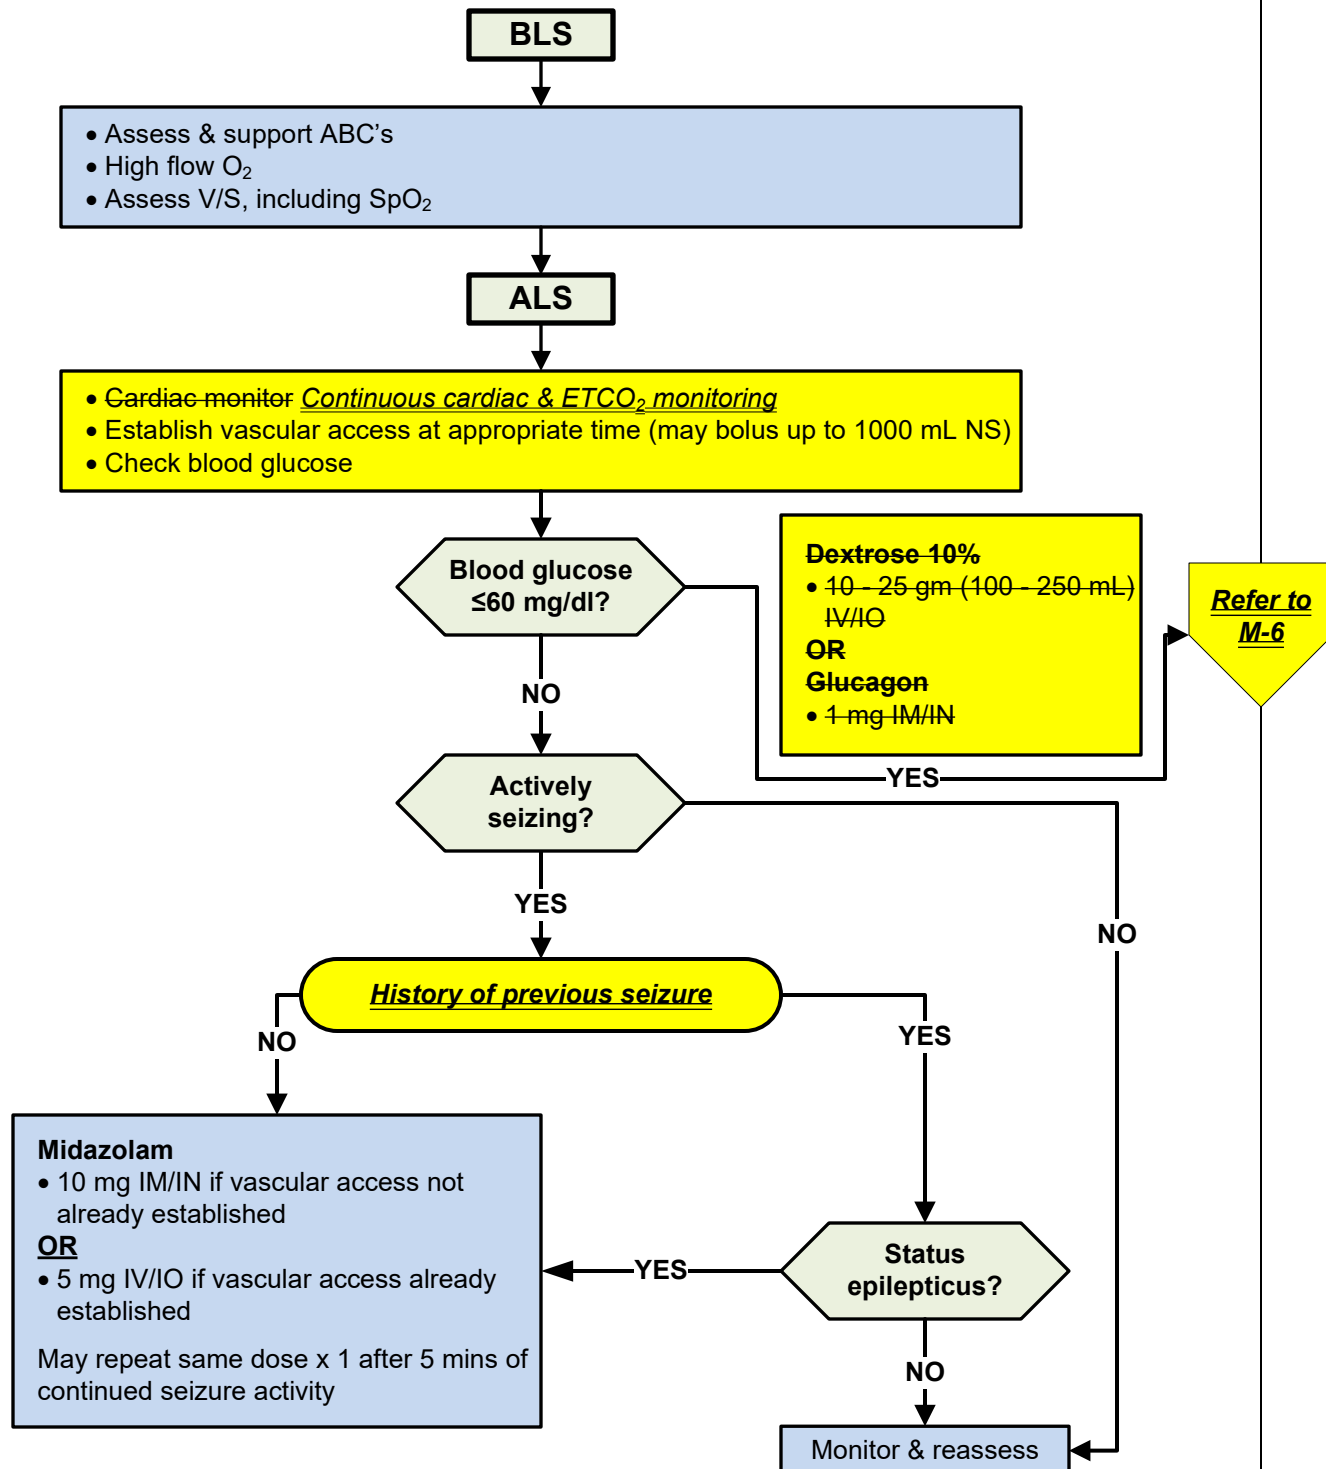 BLS
• Assess & support ABC’s
• High flow O₂
• Assess V/S, including SpO₂
ALS
• Cardiac monitor Continuous cardiac & ETCO₂ monitoring
• Establish vascular access at appropriate time (may bolus up to 1000 mL NS)
• Check blood glucose
Blood glucose
≤60 mg/dl?
Dextrose 10%
• 10 - 25 gm (100 - 250 mL)
IV/IO
OR
Glucagon
• 1 mg IM/IN
Refer to
M-6
NO
YES
Actively
seizing?
YES
NO
History of previous seizure
NO
YES
Midazolam
• 10 mg IM/IN if vascular access not
already established
OR
• 5 mg IV/IO if vascular access already
established
May repeat same dose x 1 after 5 mins of
continued seizure activity
YES
Status
epilepticus?
NO
Monitor & reassess